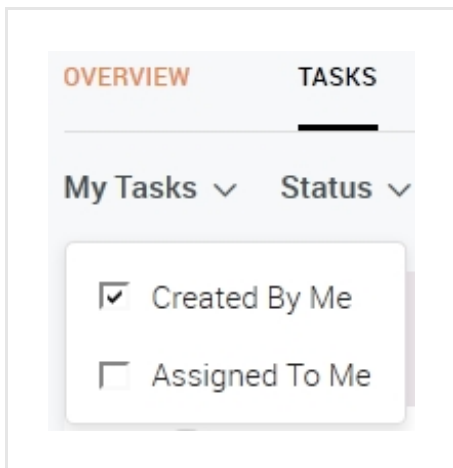 OVERVIEW TASKS
My Tasks Status
Created By Me
Assigned To Me